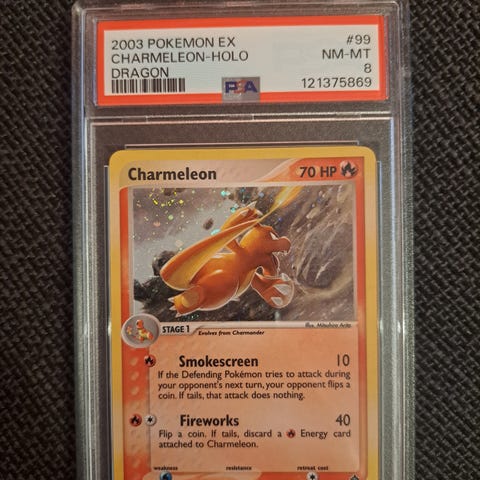 2003 POKEMON EX #99
CHARMELEON-HOLO NM-MT
DRAGON 8
PSA 121375869
Charmeleon 70 HP
Illus. Mitsuhiro Arita
STAGE 1 Evolves from Charmander
Smokescreen 10
If the Defending Pokémon tries to attack during
your opponent's next turn, your opponent flips a
coin. If tails, that attack does nothing.
Fireworks 40
Flip a coin. If tails, discard a Energy card
attached to Charmeleon.
weakness resistance retreat cost